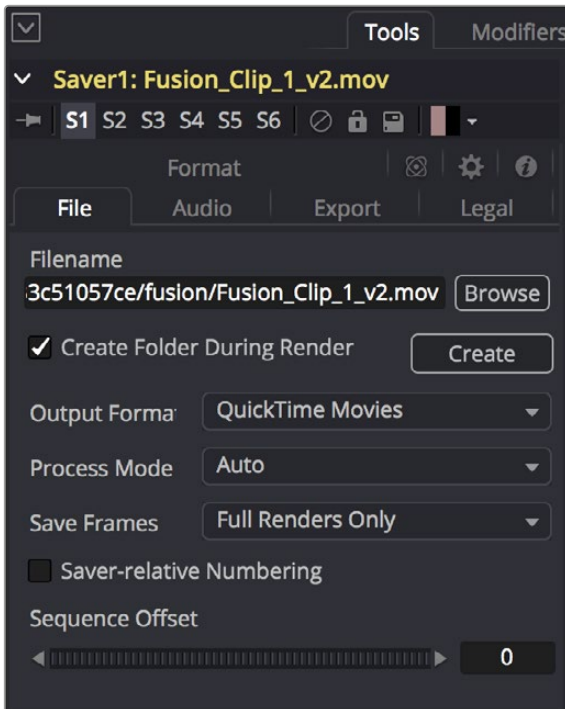 Tools Modifiers
Saver1: Fusion_Clip_1_v2.mov
S1 S2 S3 S4 S5 S6
Format
File Audio Export Legal
Filename
3c51057ce/fusion/Fusion_Clip_1_v2.mov Browse
Create Folder During Render Create
Output Format QuickTime Movies
Process Mode Auto
Save Frames Full Renders Only
Saver-relative Numbering
Sequence Offset
0